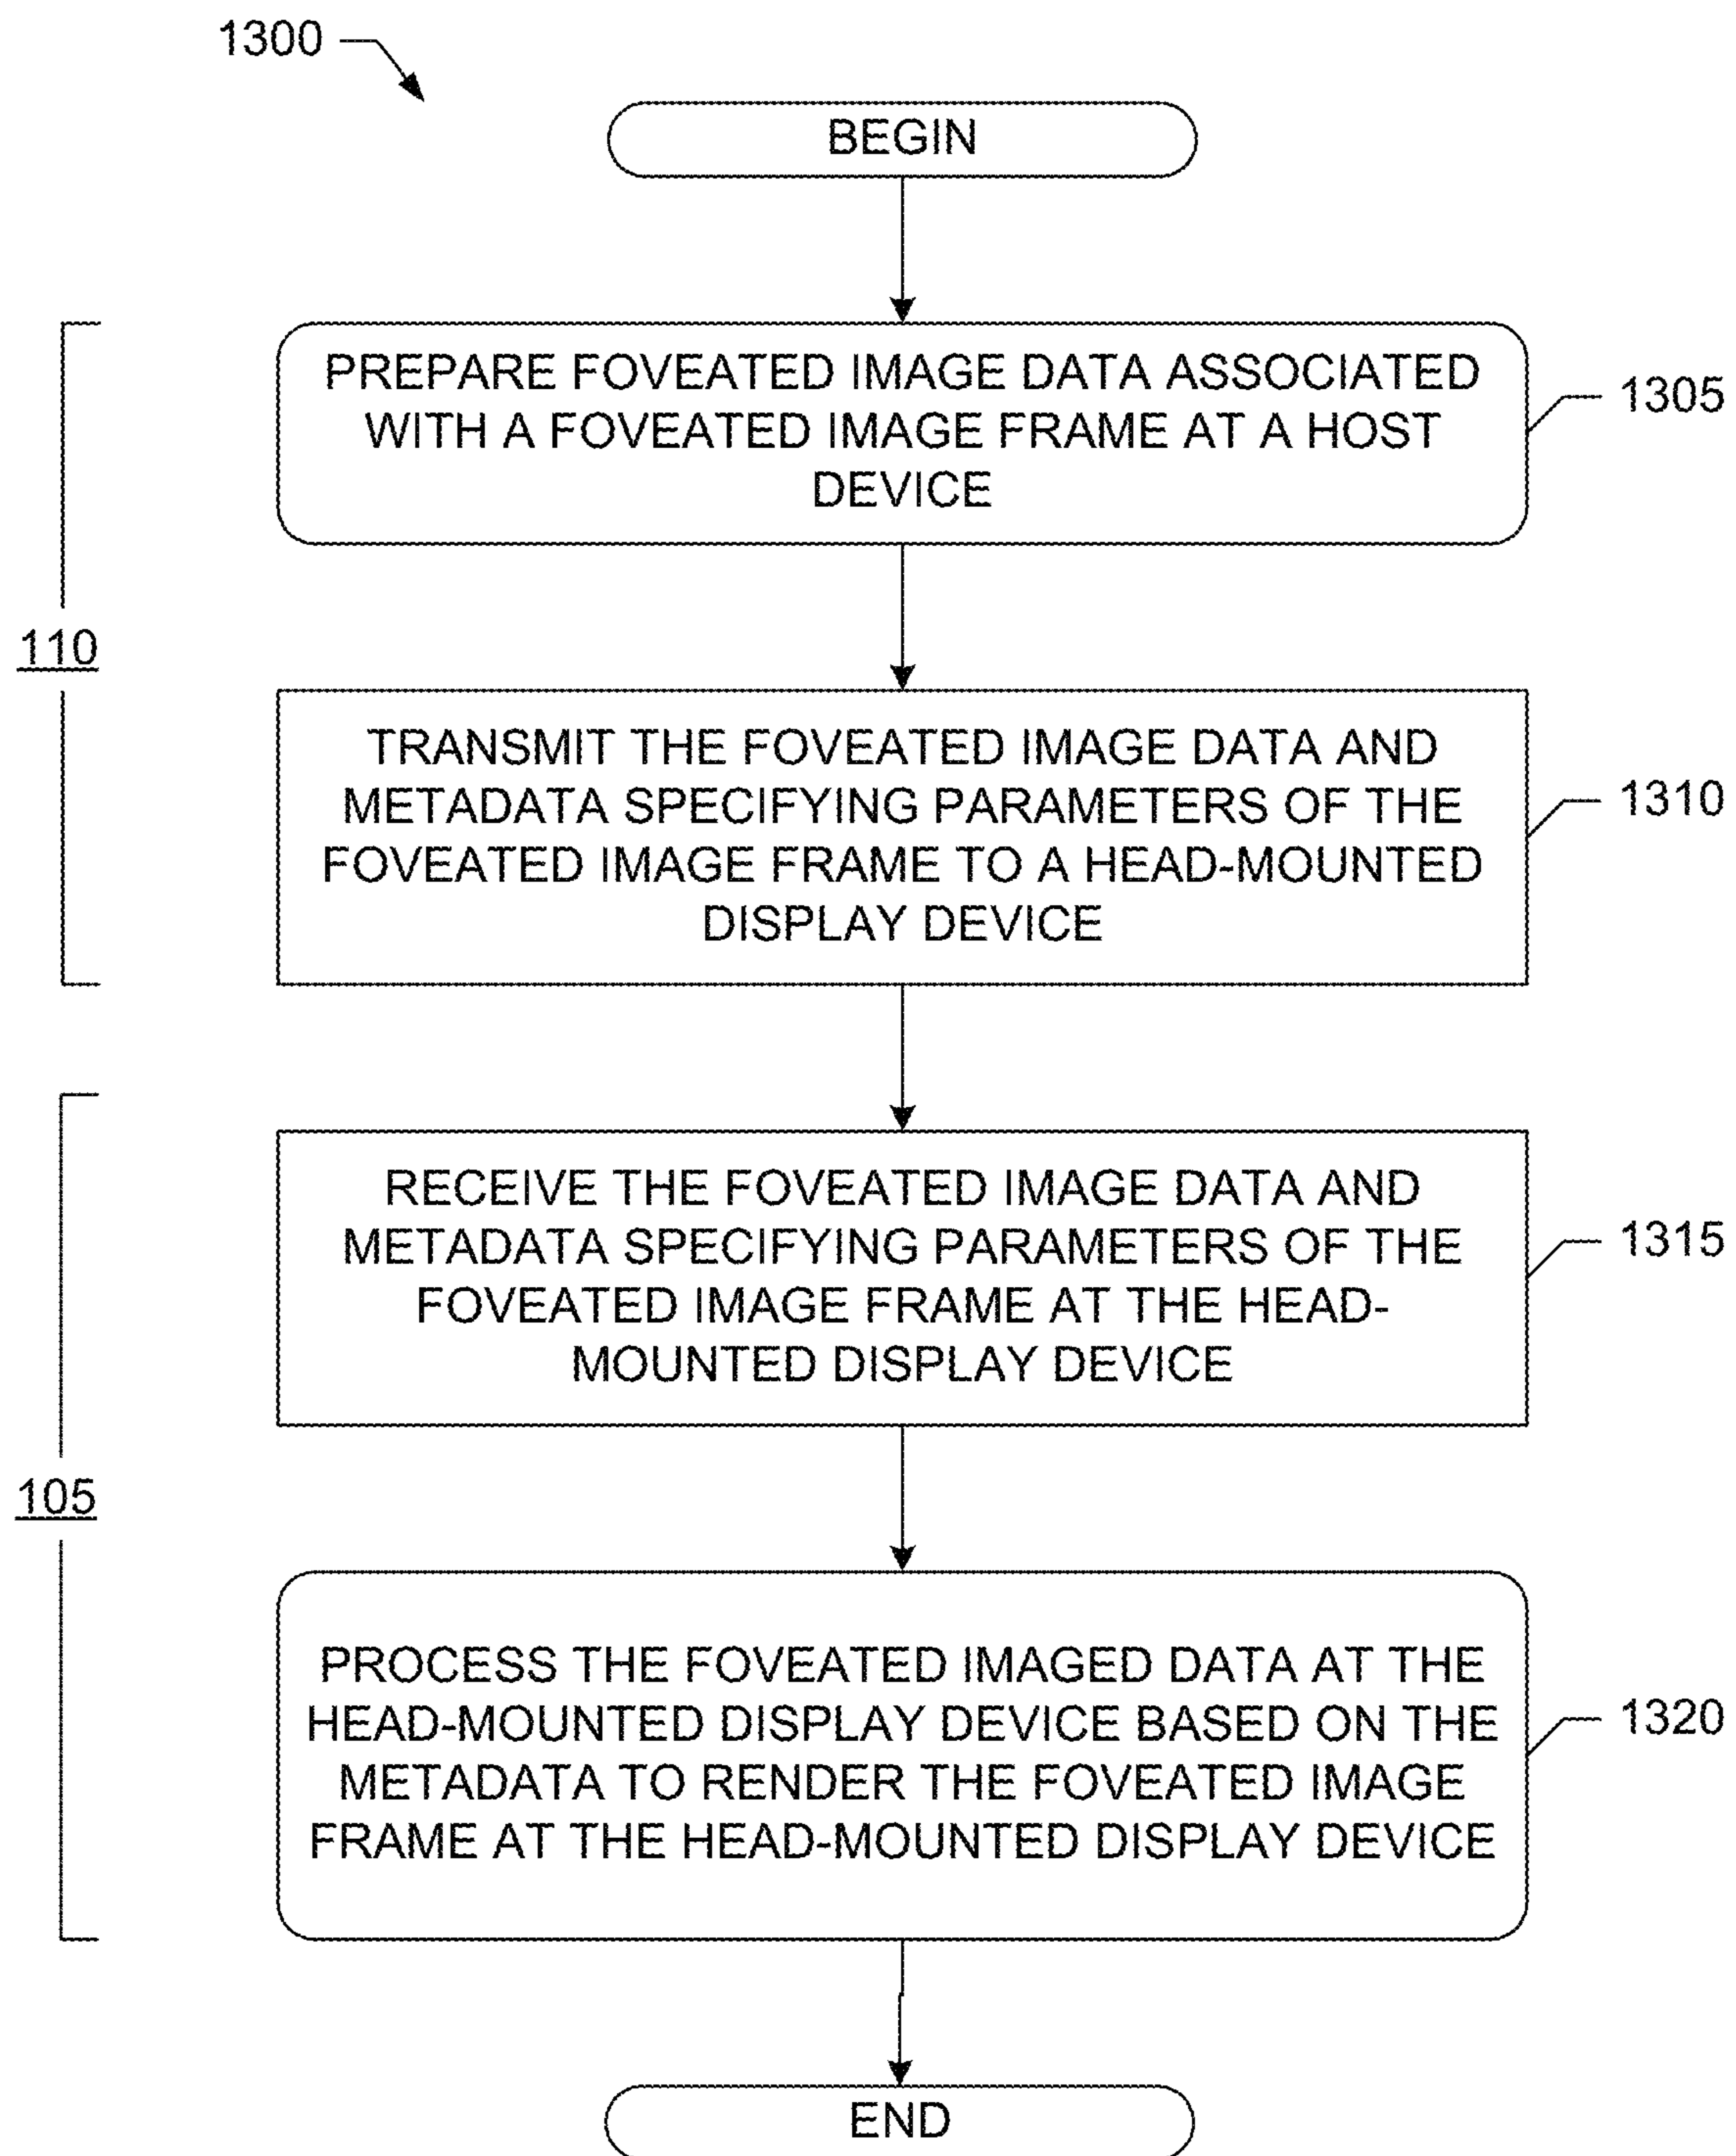 1300
BEGIN
PREPARE FOVEATED IMAGE DATA ASSOCIATED
WITH A FOVEATED IMAGE FRAME AT A HOST
DEVICE
1305
110
TRANSMIT THE FOVEATED IMAGE DATA AND
METADATA SPECIFYING PARAMETERS OF THE
FOVEATED IMAGE FRAME TO A HEAD-MOUNTED
DISPLAY DEVICE
1310
RECEIVE THE FOVEATED IMAGE DATA AND
METADATA SPECIFYING PARAMETERS OF THE
FOVEATED IMAGE FRAME AT THE HEAD-
MOUNTED DISPLAY DEVICE
1315
105
PROCESS THE FOVEATED IMAGED DATA AT THE
HEAD-MOUNTED DISPLAY DEVICE BASED ON THE
METADATA TO RENDER THE FOVEATED IMAGE
FRAME AT THE HEAD-MOUNTED DISPLAY DEVICE
1320
END